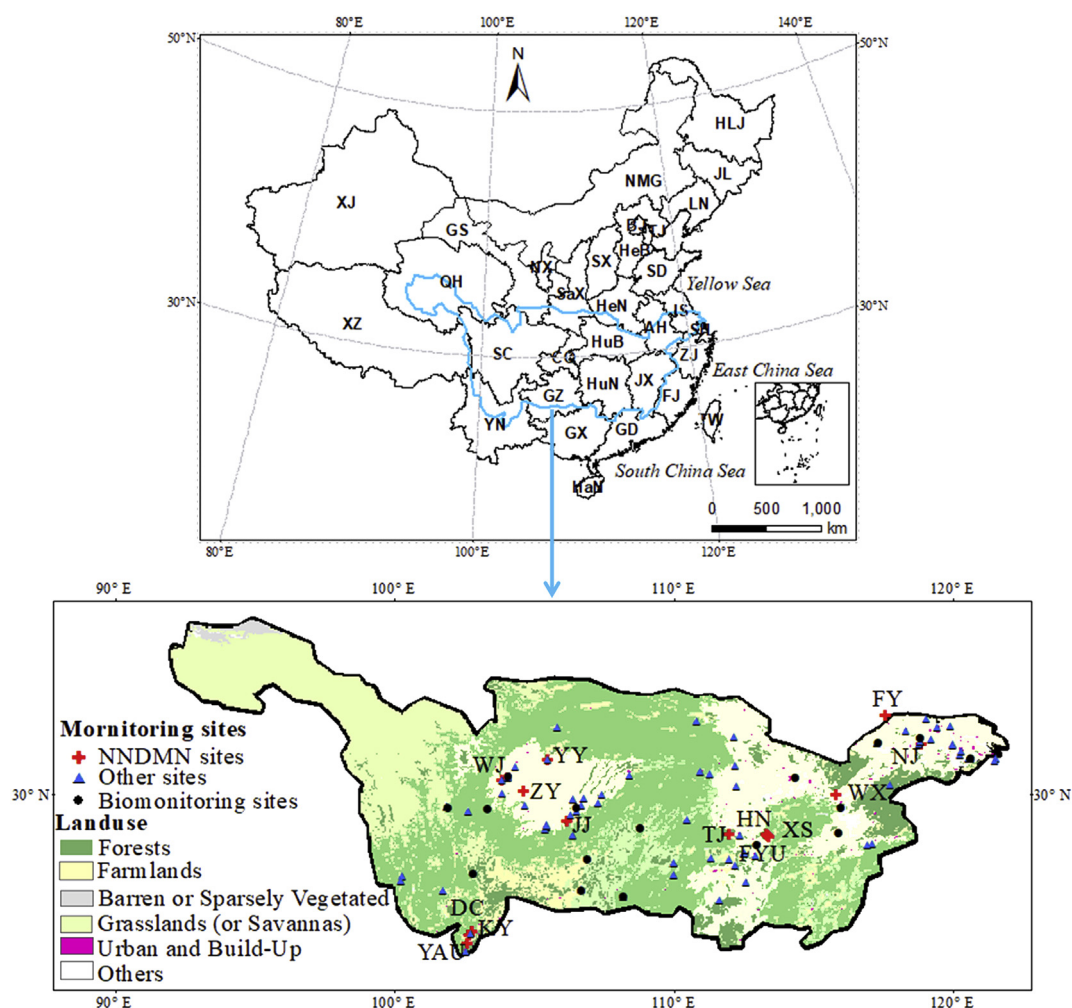 80°E 100°E 120°E 140°E
50°N 50°N
N
HLJ
JL
NMG
LN
XJ
GS
BJ TJ
HeB
NX SX SD
QH Yellow Sea
SaX
30°N HeN JS 30°N
XZ AH SH
HuB
SC CQ ZJ
East China Sea
HuN JX
GZ FJ
YN TW
GX GD
South China Sea
HaN
0 500 1,000
km
80°E 100°E 120°E
90° E 100° E 110° E 120° E
FY
Mornitoring sites
NNDMN sites
Other sites
Biomonitoring sites
Landuse
Forests
Farmlands
Barren or Sparsely Vegetated
Grasslands (or Savannas)
Urban and Build-Up
Others
YY NJ
WJ
ZY WX
30° N 30° N
JJ HN
TJ XS
FYU
DC
KY
YAU
90° E 100° E 110° E 120° E